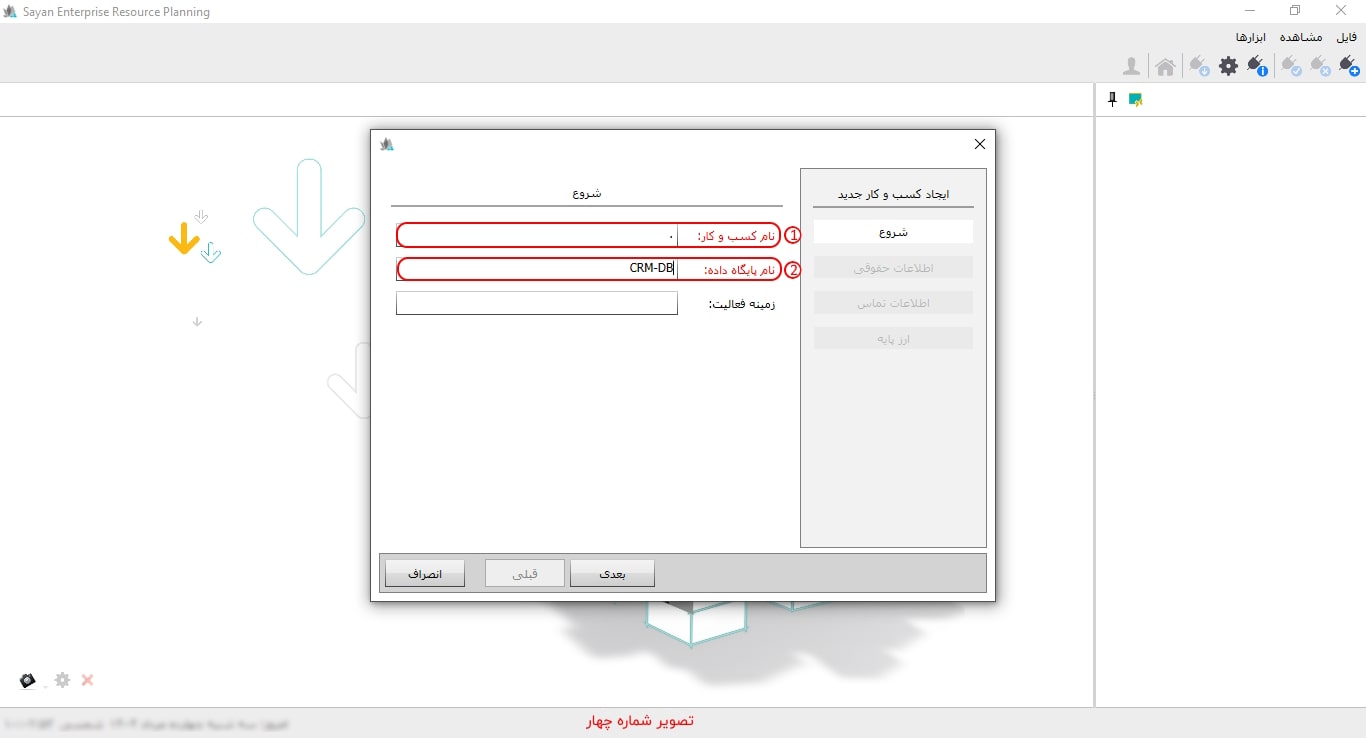 Sayan Enterprise Resource Planning
فایل مشاهده ابزارها
ایجاد کسب و کار جدید
شروع
اطلاعات حقوقی
اطلاعات تماس
ارز پایه
شروع
1 نام کسب و کار: .
2 نام پایگاه داده: CRM-DB
زمینه فعالیت:
بعدی قبلی انصراف
تصویر شماره چهار